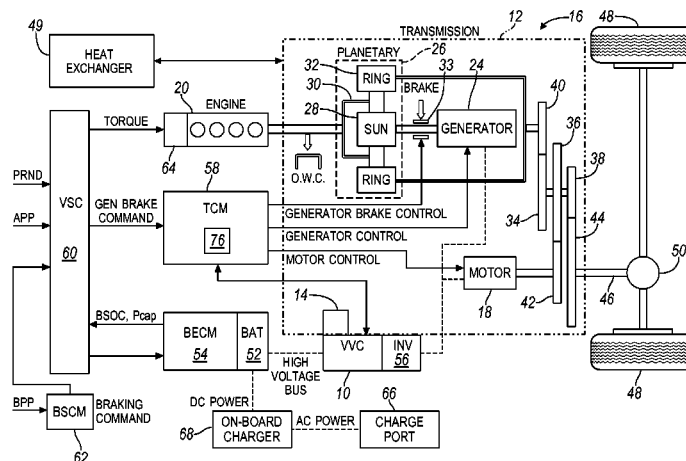 TRANSMISSION
12
16
48
49
HEAT
EXCHANGER
PLANETARY
26
32
RING
33
24
30
BRAKE
40
20
ENGINE
28
SUN
GENERATOR
36
TORQUE
38
64
O.W.C.
PRND
58
RING
VSC
GEN BRAKE
COMMAND
TCM
34
44
APP
76
GENERATOR BRAKE CONTROL
50
60
GENERATOR CONTROL
MOTOR CONTROL
MOTOR
46
14
18
42
BSOC, Pcap
BECM
BAT
VVC
INV
54
52
56
HIGH
VOLTAGE
BUS
10
48
DC POWER
66
BPP
BSCM
BRAKING COMMAND
AC POWER
62
68
ON-BOARD
CHARGER
CHARGE
PORT